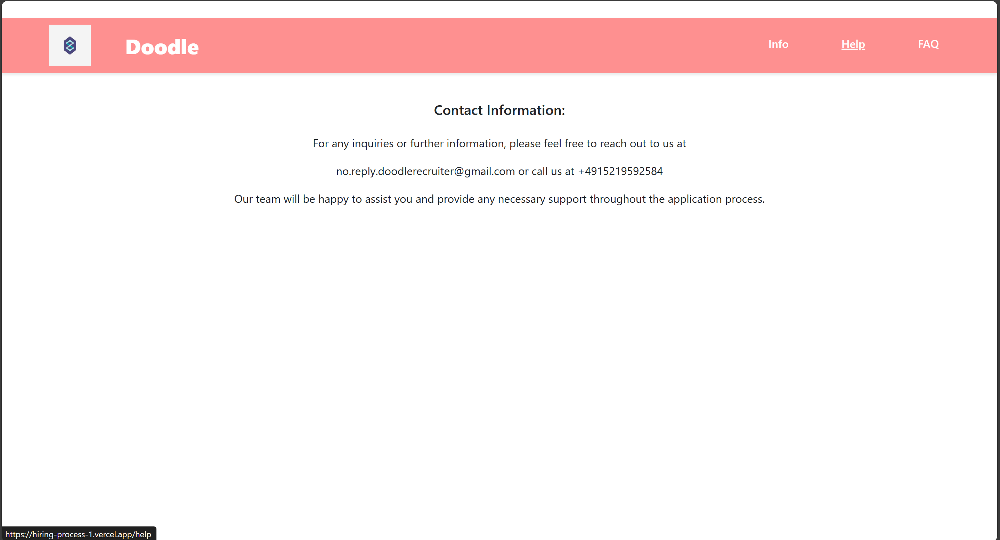 Doodle
Info
Help
FAQ
Contact Information:
For any inquiries or further information, please feel free to reach out to us at
no.reply.doodlerecruiter@gmail.com or call us at +4915219592584
Our team will be happy to assist you and provide any necessary support throughout the application process.
https://hiring-process-1.vercel.app/help